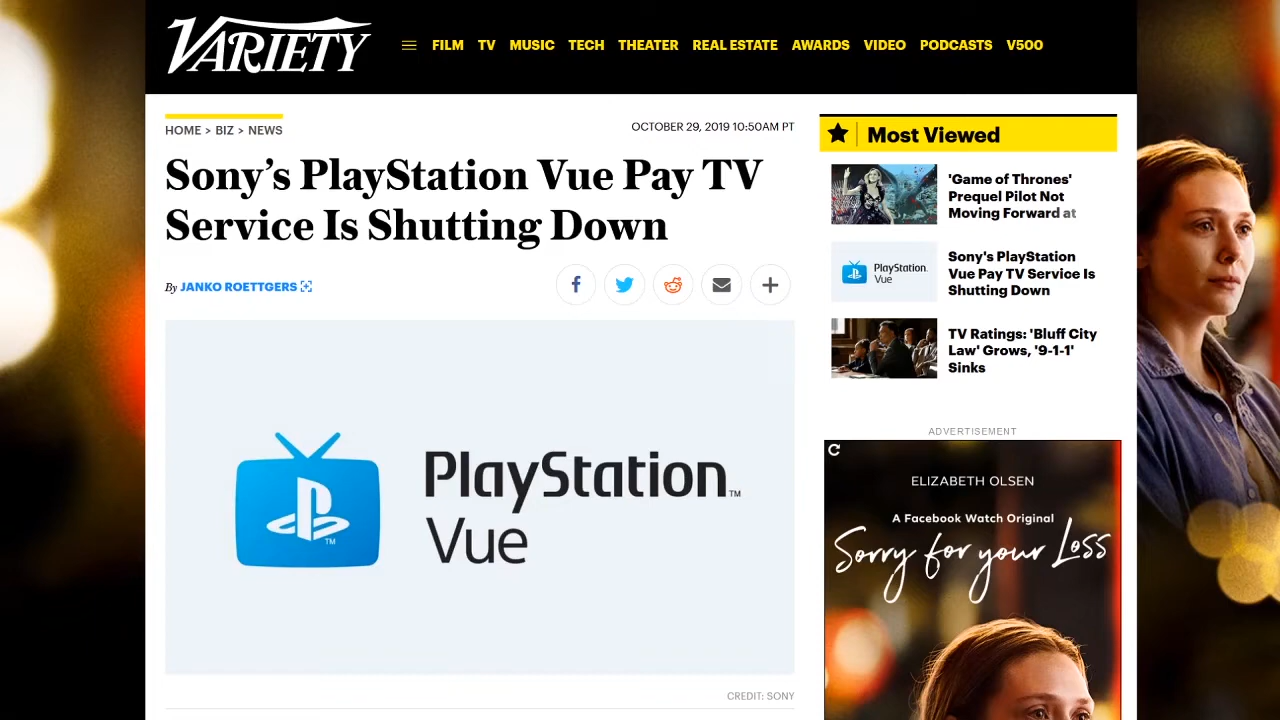 VARIETY
FILM TV MUSIC TECH THEATER REAL ESTATE AWARDS VIDEO PODCASTS V500
HOME > BIZ > NEWS
OCTOBER 29, 2019 10:50AM PT
Sony's PlayStation Vue Pay TV
Service Is Shutting Down
By JANKO ROETTGERS
PlayStation™
Vue
TM
CREDIT: SONY
Most Viewed
'Game of Thrones'
Prequel Pilot Not
Moving Forward at
PlayStation
Vue
Sony's PlayStation
Vue Pay TV Service Is
Shutting Down
TV Ratings: 'Bluff City
Law' Grows, '9-1-1'
Sinks
ADVERTISEMENT
ELIZABETH OLSEN
A Facebook Watch Original
Sorry for your Loss